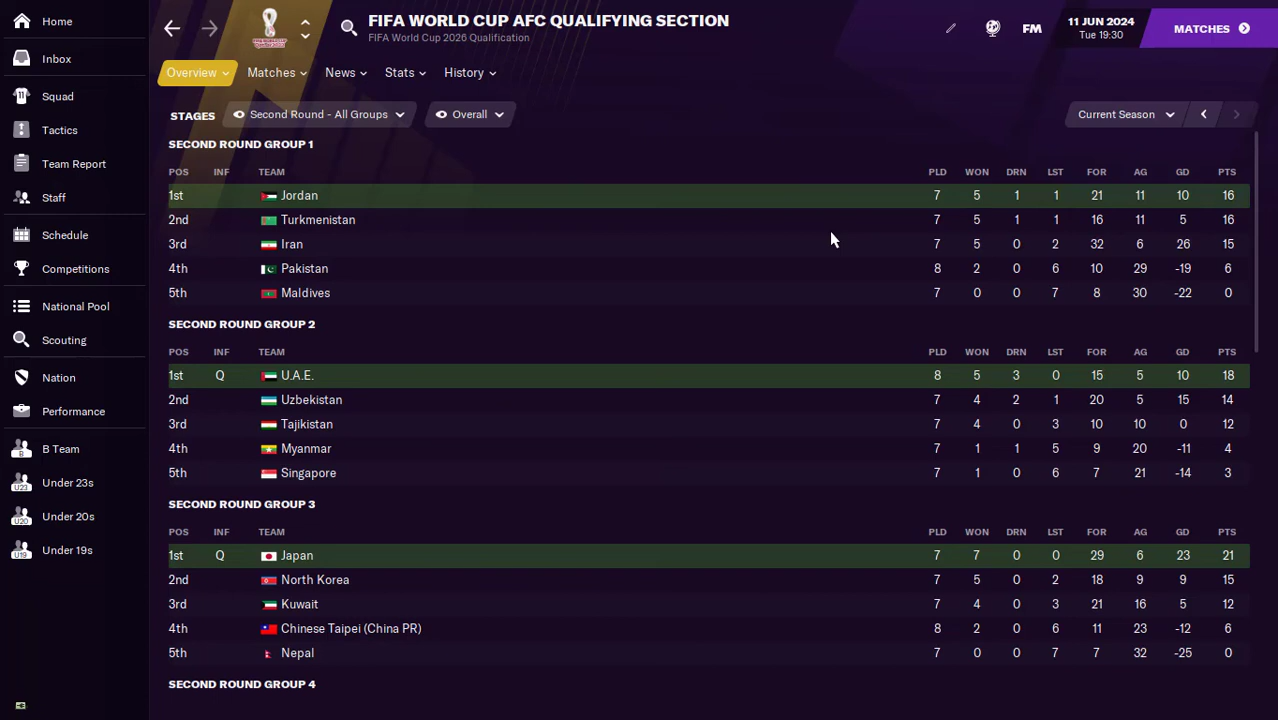 Home
Inbox
Squad
Tactics
Team Report
Staff
Schedule
Competitions
National Pool
Scouting
Nation
Performance
B Team
Under 23s
Under 20s
Under 19s
FIFA WORLD CUP AFC QUALIFYING SECTION
FIFA World Cup 2026 Qualification
FM
11 JUN 2024
Tue 19:30
MATCHES
Overview Matches News Stats History
STAGES Second Round - All Groups Overall Current Season
SECOND ROUND GROUP 1
POS INF TEAM PLD WON DRN LST FOR AG GD PTS
1st Jordan 7 5 1 1 21 11 10 16
2nd Turkmenistan 7 5 1 1 16 11 5 16
3rd Iran 7 5 0 2 32 6 26 15
4th Pakistan 8 2 0 6 10 29 -19 6
5th Maldives 7 0 0 7 8 30 -22 0
SECOND ROUND GROUP 2
POS INF TEAM PLD WON DRN LST FOR AG GD PTS
1st Q U.A.E. 8 5 3 0 15 5 10 18
2nd Uzbekistan 7 4 2 1 20 5 15 14
3rd Tajikistan 7 4 0 3 10 10 0 12
4th Myanmar 7 1 1 5 9 20 -11 4
5th Singapore 7 1 0 6 7 21 -14 3
SECOND ROUND GROUP 3
POS INF TEAM PLD WON DRN LST FOR AG GD PTS
1st Q Japan 7 7 0 0 29 6 23 21
2nd North Korea 7 5 0 2 18 9 9 15
3rd Kuwait 7 4 0 3 21 16 5 12
4th Chinese Taipei (China PR) 8 2 0 6 11 23 -12 6
5th Nepal 7 0 0 7 7 32 -25 0
SECOND ROUND GROUP 4